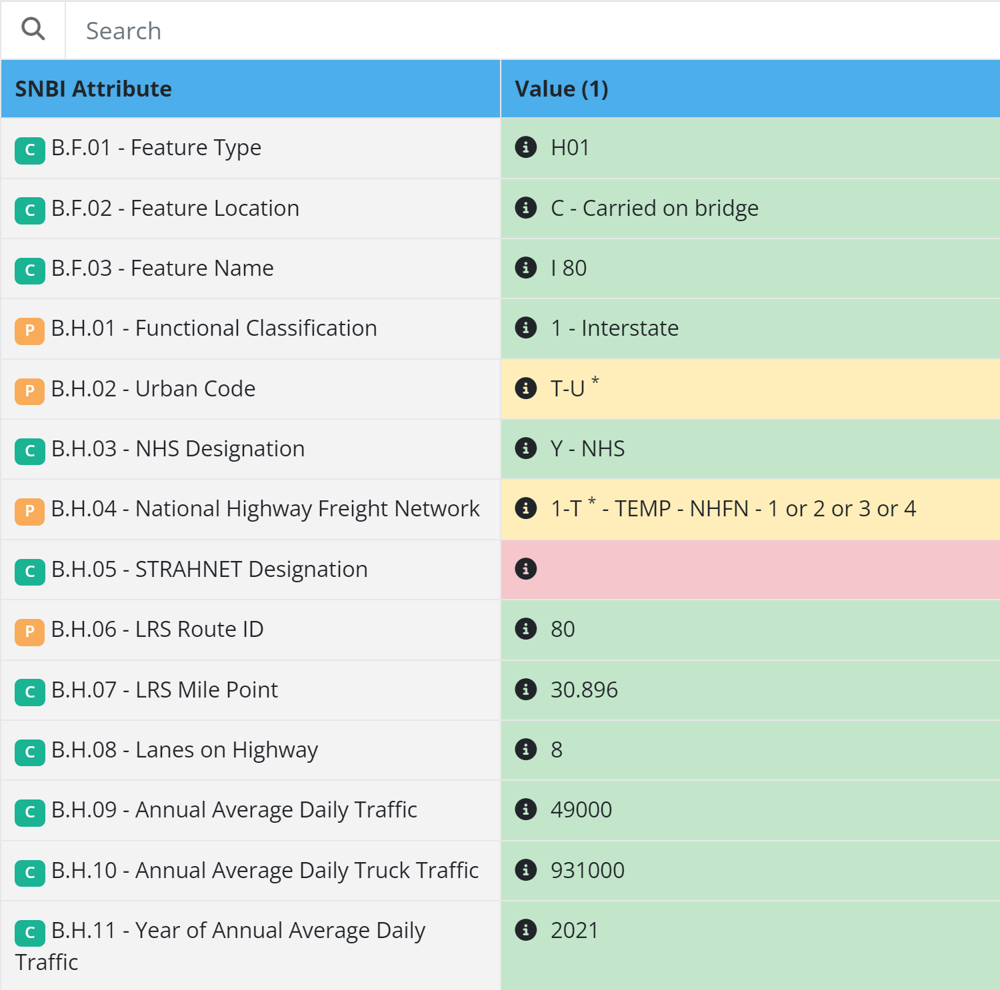 Search
SNBI Attribute Value (1)
C B.F.01 - Feature Type H01
C B.F.02 - Feature Location C - Carried on bridge
C B.F.03 - Feature Name I 80
P B.H.01 - Functional Classification 1 - Interstate
P B.H.02 - Urban Code T-U *
C B.H.03 - NHS Designation Y - NHS
P B.H.04 - National Highway Freight Network 1-T * - TEMP - NHFN - 1 or 2 or 3 or 4
C B.H.05 - STRAHNET Designation
P B.H.06 - LRS Route ID 80
C B.H.07 - LRS Mile Point 30.896
C B.H.08 - Lanes on Highway 8
C B.H.09 - Annual Average Daily Traffic 49000
C B.H.10 - Annual Average Daily Truck Traffic 931000
C B.H.11 - Year of Annual Average Daily 2021
Traffic